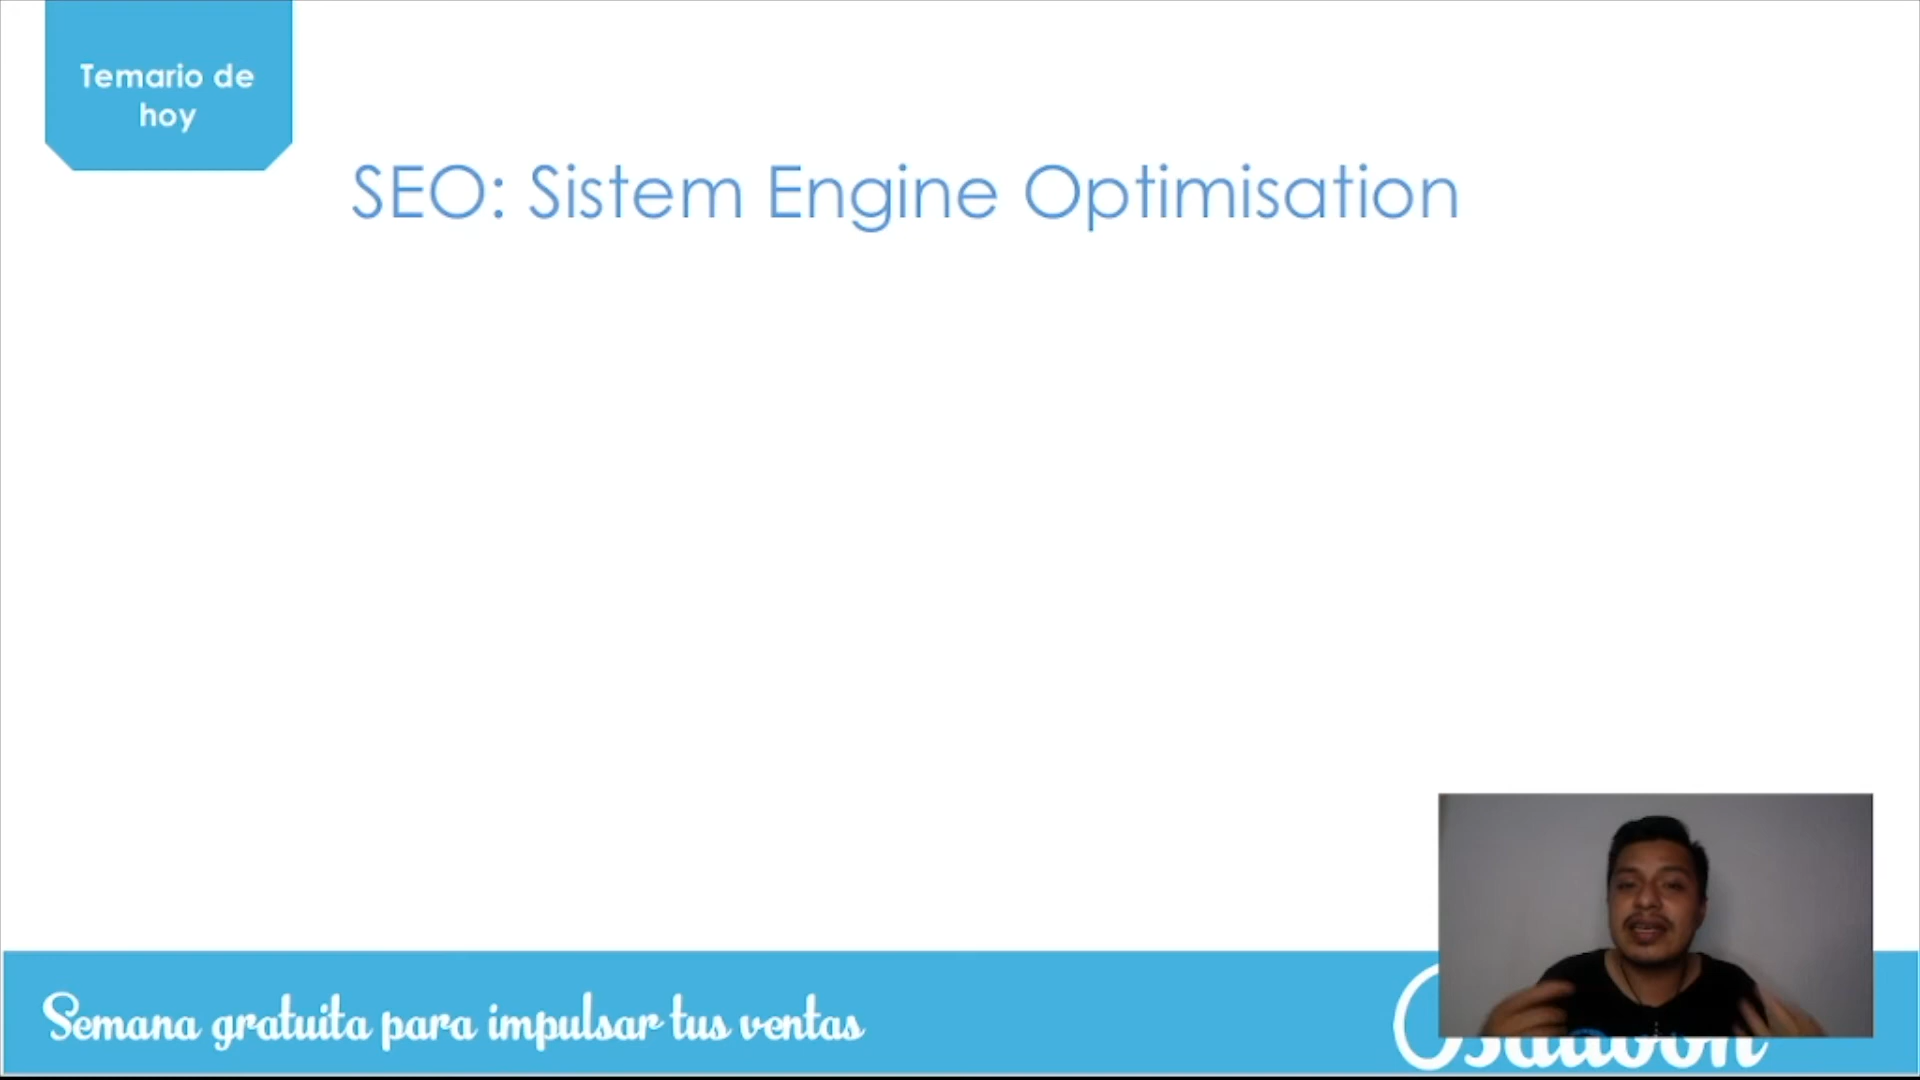 Temario de
hoy
SEO: Sistem Engine Optimisation
Semana gratuita para impulsar tus ventas